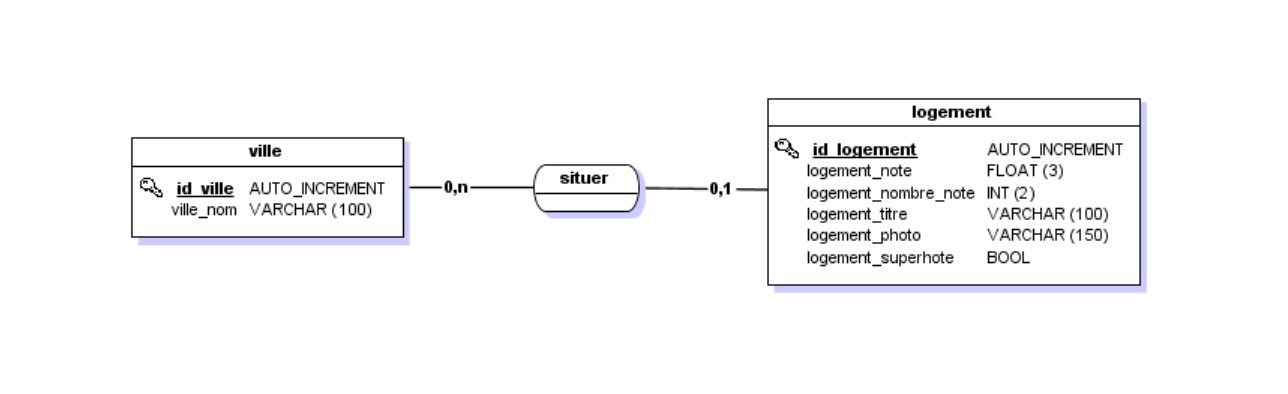 ville
id_ville AUTO_INCREMENT
ville_nom VARCHAR (100)
0,n
situer
0,1
logement
id_logement AUTO_INCREMENT
logement_note FLOAT (3)
logement_nombre_note INT (2)
logement_titre VARCHAR (100)
logement_photo VARCHAR (150)
logement_superhote BOOL